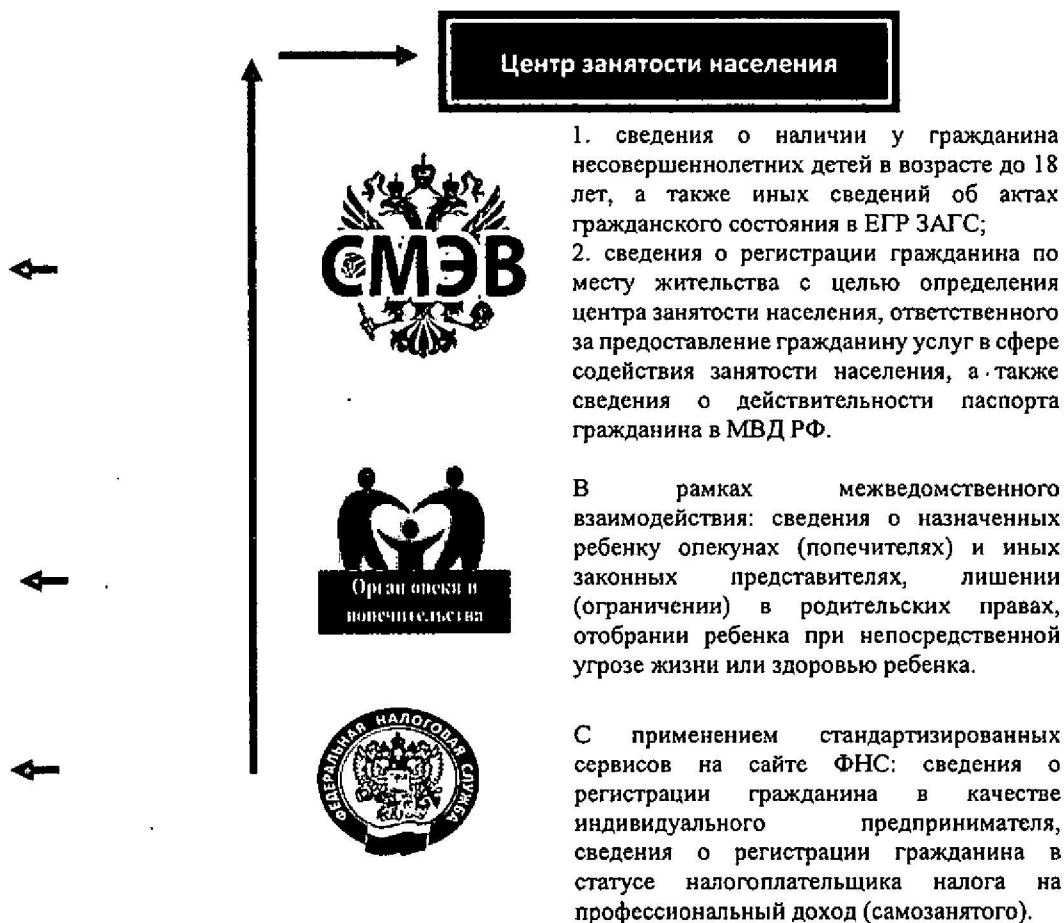 Центр занятости населения
1. сведения о наличии у гражданина
несовершеннолетних детей в возрасте до 18
лет, а также иных сведений об актах
гражданского состояния в ЕГР ЗАГС;
2. сведения о регистрации гражданина по
месту жительства с целью определения
центра занятости населения, ответственного
за предоставление гражданину услуг в сфере
содействия занятости населения, а также
сведения о действительности паспорта
гражданина в МВД РФ.
СМЭВ
В рамках межведомственного
взаимодействия: сведения о назначенных
ребенку опекунах (попечителях) и иных
законных представителях, лишении
(ограничении) в родительских правах,
отобрании ребенка при непосредственной
угрозе жизни или здоровью ребенка.
Орган опеки и
попечительства
С применением стандартизированных
сервисов на сайте ФНС: сведения о
регистрации гражданина в качестве
индивидуального предпринимателя,
сведения о регистрации гражданина в
статусе налогоплательщика налога на
профессиональный доход (самозанятого).
ФЕДЕРАЛЬНАЯ НАЛОГОВАЯ СЛУЖБА